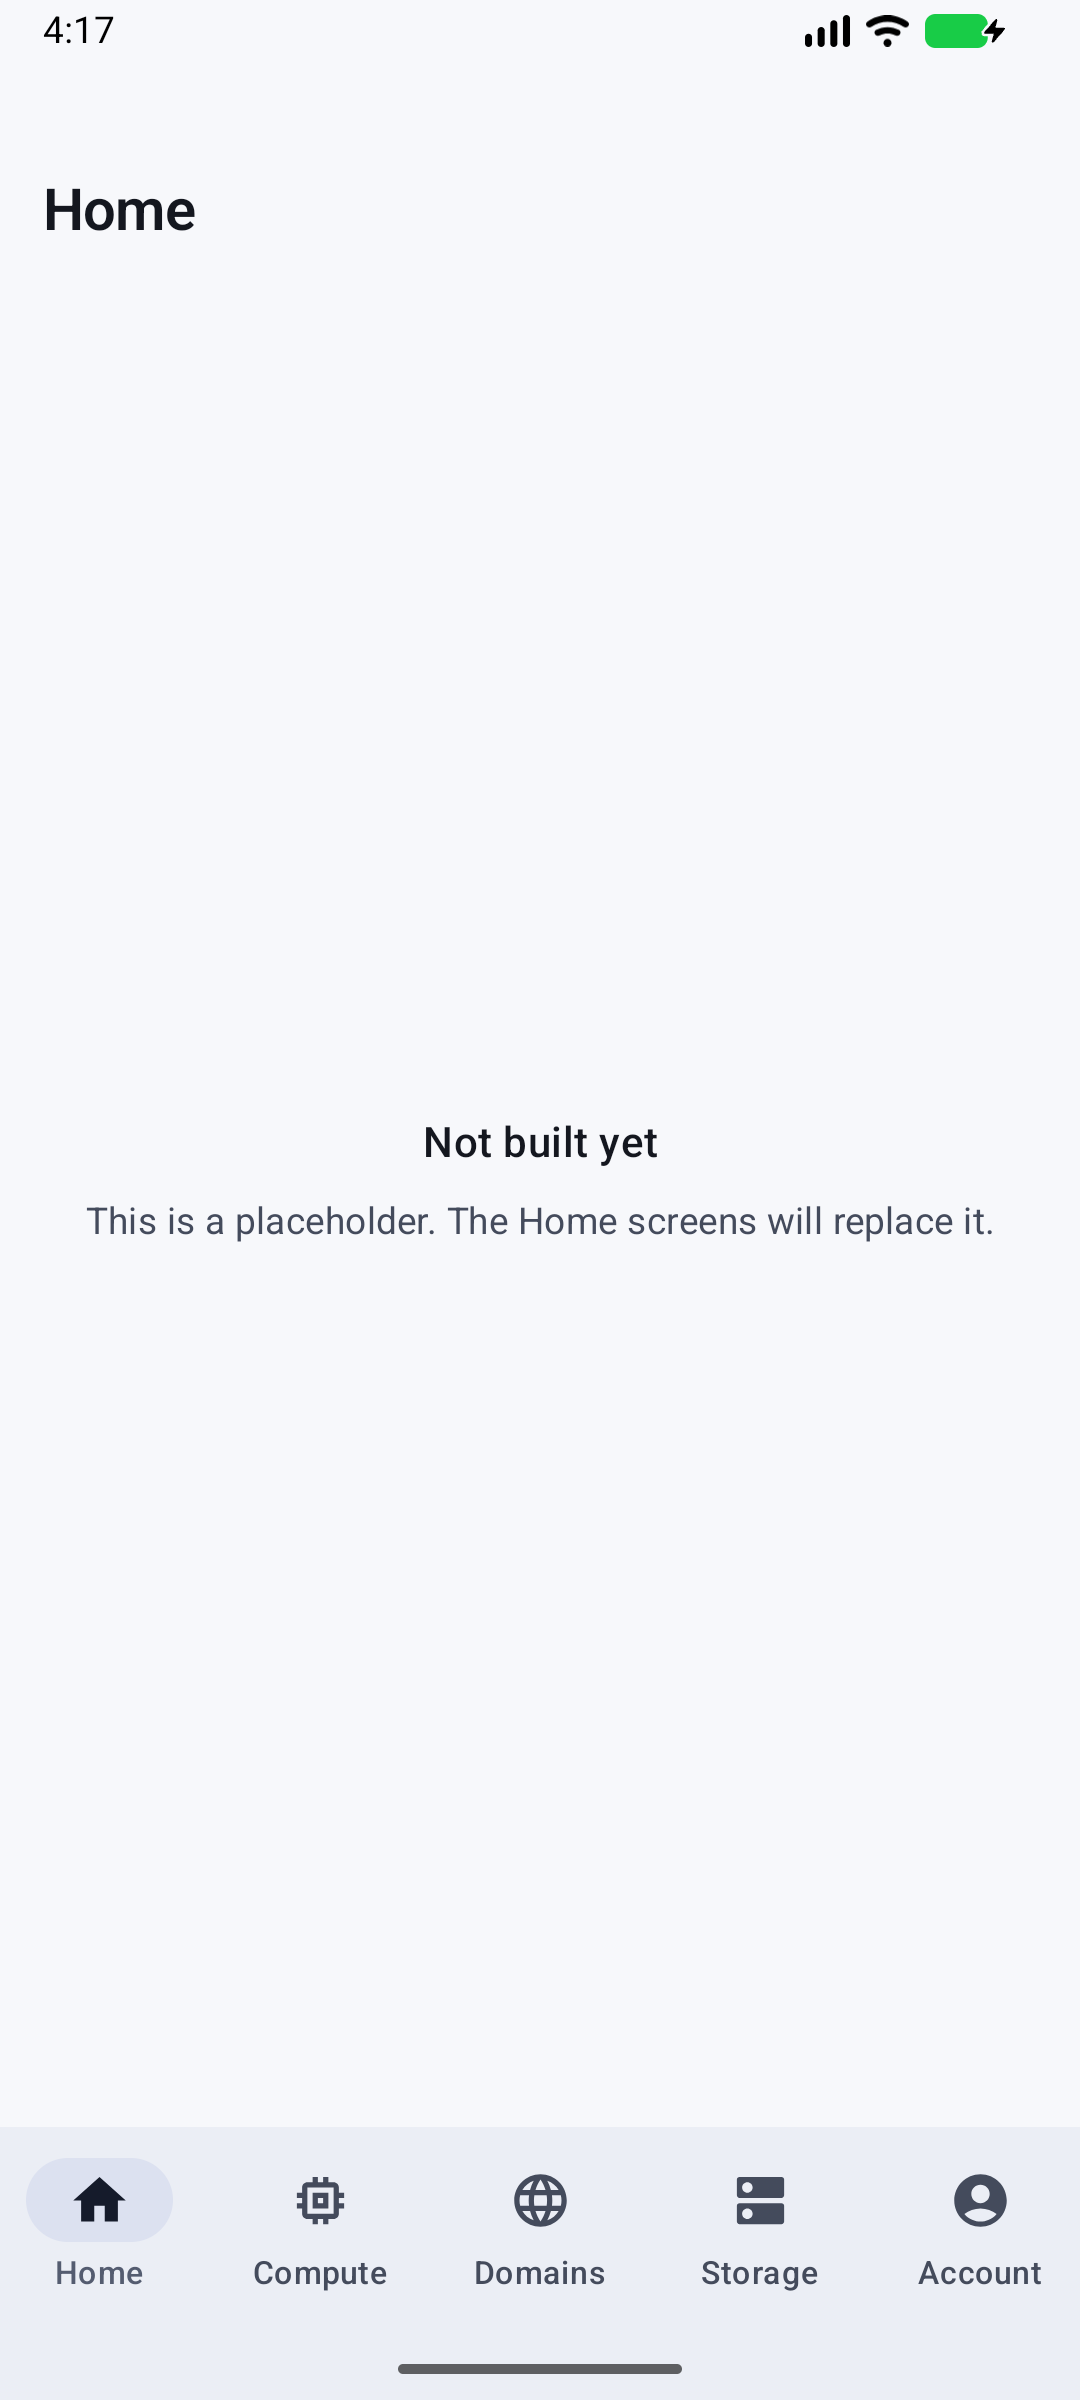 4:17
Home
Not built yet
This is a placeholder. The Home screens will replace it.
Home
Compute
Domains
Storage
Account